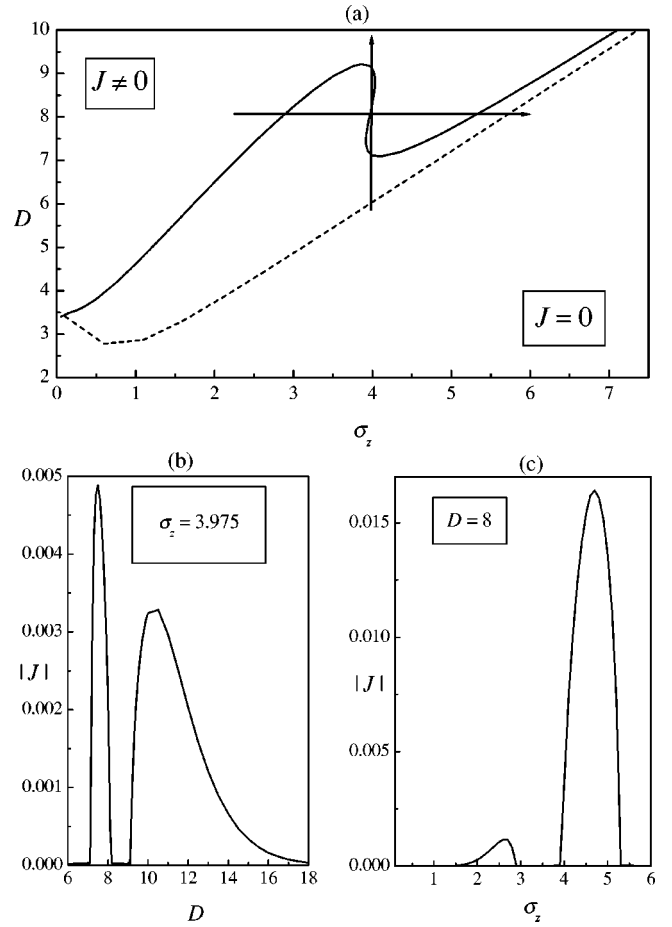 (a)
10
9
8
7
6
5
4
3
2
D
J ≠ 0
J = 0
0 1 2 3 4 5 6 7
σz
(b)
0.005
0.004
0.003
|J|
0.002
0.001
0.000
σz = 3.975
6 8 10 12 14 16 18
D
(c)
0.015
0.010
|J|
0.005
0.000
D = 8
1 2 3 4 5 6
σz